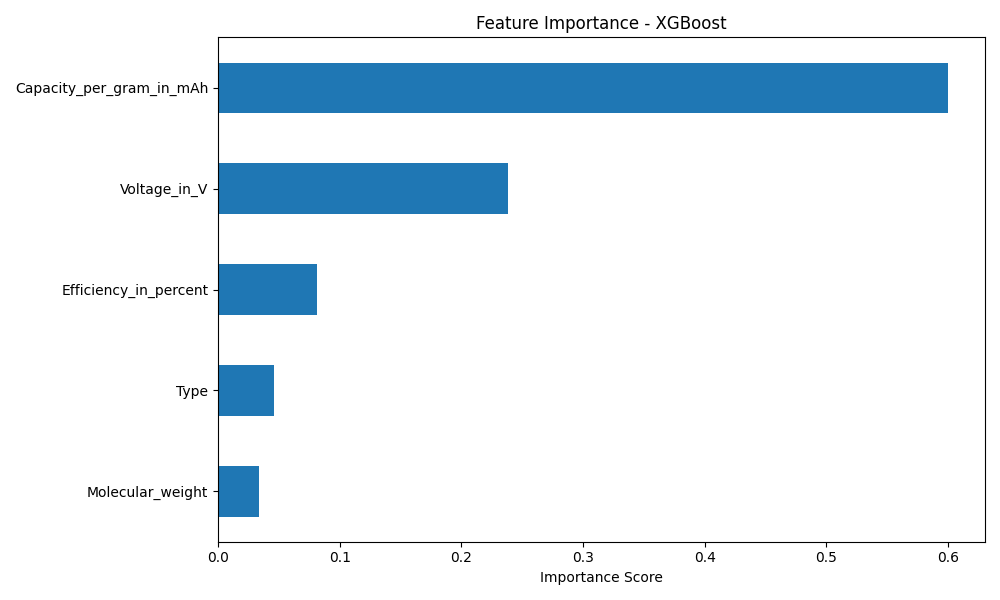 Feature Importance - XGBoost
Capacity_per_gram_in_mAh
Voltage_in_V
Efficiency_in_percent
Type
Molecular_weight
0.0 0.1 0.2 0.3 0.4 0.5 0.6
Importance Score